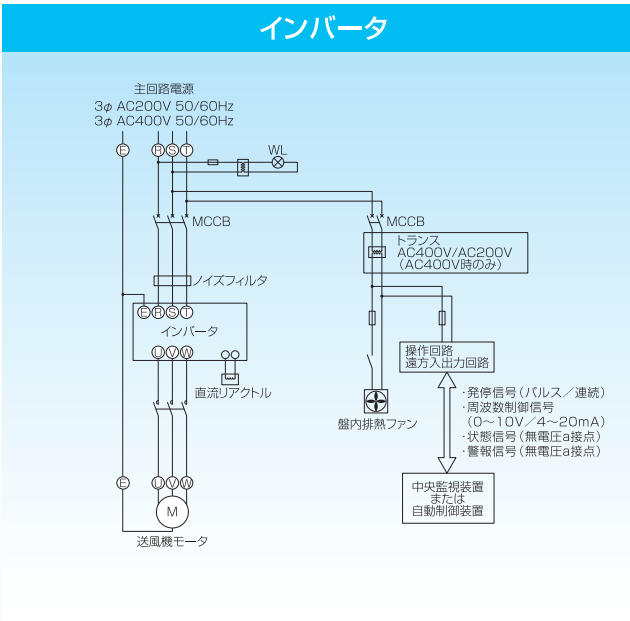 インバータ
主回路電源
3φ AC200V 50/60Hz
3φ AC400V 50/60Hz
E R S T
WL
MCCB
MCCB
トランス
AC400V/AC200V
（AC400V時のみ）
ノイズフィルタ
E R S T
インバータ
U V W
直流リアクトル
操作回路
遠方入出力回路
盤内排熱ファン
・発停信号（パルス／連続）
・周波数制御信号
（0～10V／4～20mA）
・状態信号（無電圧a接点）
・警報信号（無電圧a接点）
中央監視装置
または
自動制御装置
E U V W
M
送風機モータ